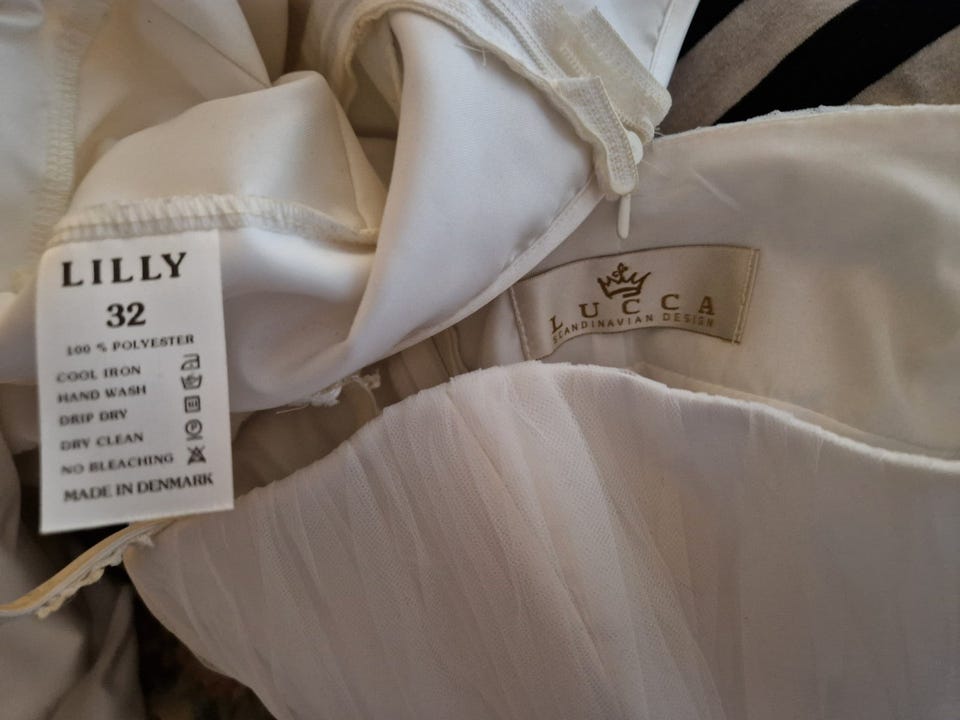 LILLY
32
100 % POLYESTER
COOL IRON
HAND WASH
DRIP DRY
DRY CLEAN
NO BLEACHING
MADE IN DENMARK
LUCCA
SCANDINAVIAN DESIGN